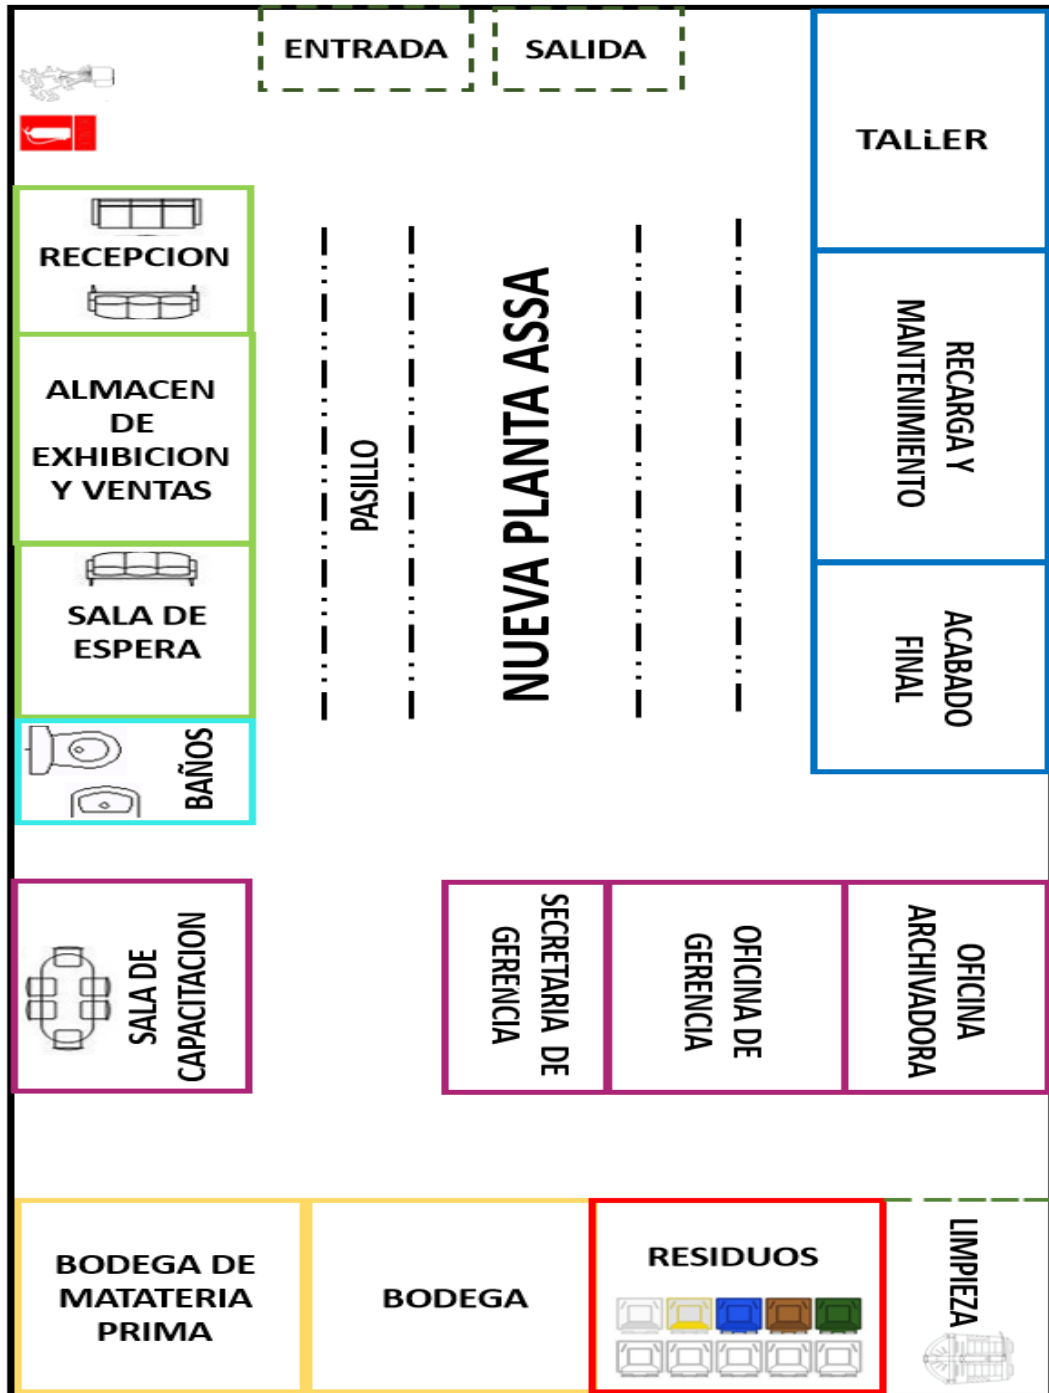 ENTRADA
SALIDA
TALLER
RECEPCION
ALMACEN
DE
EXHIBICION
Y VENTAS
SALA DE
ESPERA
BAÑOS
PASILLO
NUEVA PLANTA ASSA
RECARGA Y
MANTENIMIENTO
ACABADO
FINAL
SALA DE
CAPACITACION
SECRETARIA DE
GERENCIA
OFICINA DE
GERENCIA
OFICINA
ARCHIVADORA
BODEGA DE
MATATERIA
PRIMA
BODEGA
RESIDUOS
LIMPIEZA